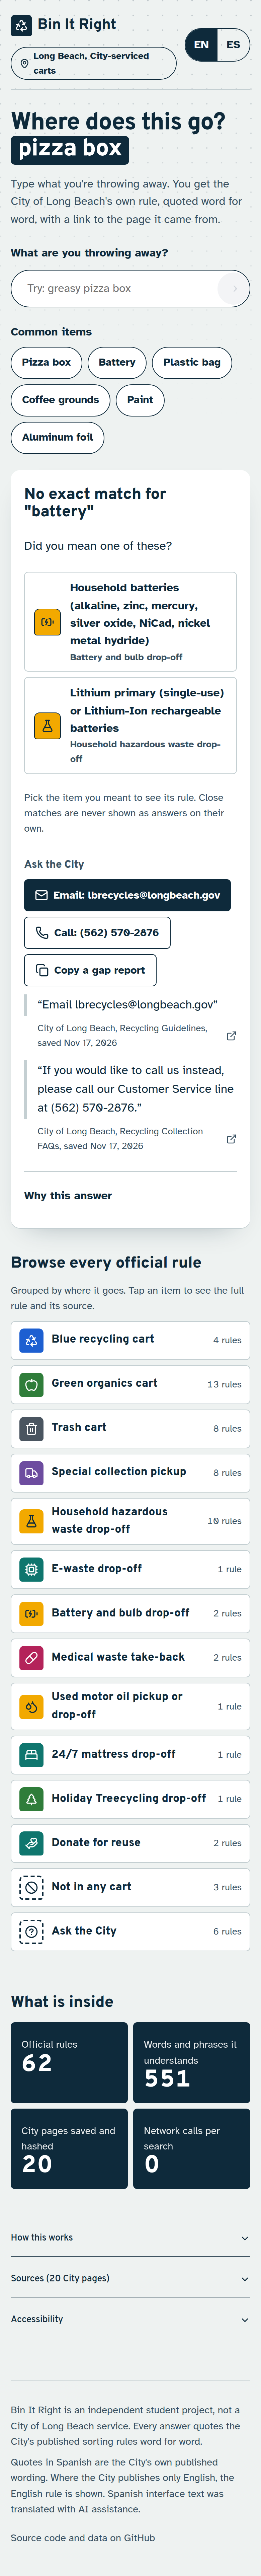 Bin It Right
Long Beach, City-serviced
carts
EN
ES
Where does this go?
pizza box
Type what you're throwing away. You get the
City of Long Beach's own rule, quoted word for
word, with a link to the page it came from.
What are you throwing away?
Try: greasy pizza box
Common items
Pizza box
Battery
Plastic bag
Coffee grounds
Paint
Aluminum foil
No exact match for
"battery"
Did you mean one of these?
Household batteries
(alkaline, zinc, mercury,
silver oxide, NiCad, nickel
metal hydride)
Battery and bulb drop-off
Lithium primary (single-use)
or Lithium-Ion rechargeable
batteries
Household hazardous waste drop-
off
Pick the item you meant to see its rule. Close
matches are never shown as answers on their
own.
Ask the City
Email: lbrecycles@longbeach.gov
Call: (562) 570-2876
Copy a gap report
“Email lbrecycles@longbeach.gov”
City of Long Beach, Recycling Guidelines,
saved Nov 17, 2026
“If you would like to call us instead,
please call our Customer Service line
at (562) 570-2876.”
City of Long Beach, Recycling Collection
FAQs, saved Nov 17, 2026
Why this answer
Browse every official rule
Grouped by where it goes. Tap an item to see the full
rule and its source.
Blue recycling cart
4 rules
Green organics cart
13 rules
Trash cart
8 rules
Special collection pickup
8 rules
Household hazardous
waste drop-off
10 rules
E-waste drop-off
1 rule
Battery and bulb drop-off
2 rules
Medical waste take-back
2 rules
Used motor oil pickup or
drop-off
1 rule
24/7 mattress drop-off
1 rule
Holiday Treecycling drop-off
1 rule
Donate for reuse
2 rules
Not in any cart
3 rules
Ask the City
6 rules
What is inside
Official rules
62
Words and phrases it
understands
551
City pages saved and
hashed
20
Network calls per
search
0
How this works
Sources (20 City pages)
Accessibility
Bin It Right is an independent student project, not a
City of Long Beach service. Every answer quotes the
City's published sorting rules word for word.
Quotes in Spanish are the City's own published
wording. Where the City publishes only English, the
English rule is shown. Spanish interface text was
translated with AI assistance.
Source code and data on GitHub